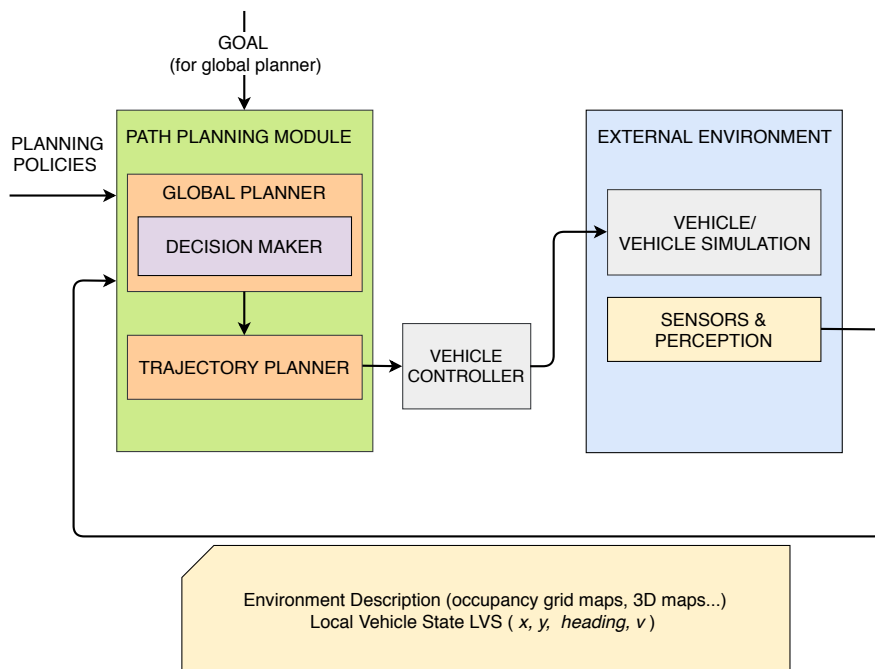 GOAL
(for global planner)
PLANNING
POLICIES
PATH PLANNING MODULE
GLOBAL PLANNER
DECISION MAKER
TRAJECTORY PLANNER
VEHICLE
CONTROLLER
EXTERNAL ENVIRONMENT
VEHICLE/
VEHICLE SIMULATION
SENSORS &
PERCEPTION
Environment Description (occupancy grid maps, 3D maps...)
Local Vehicle State LVS ( x, y, heading, v )